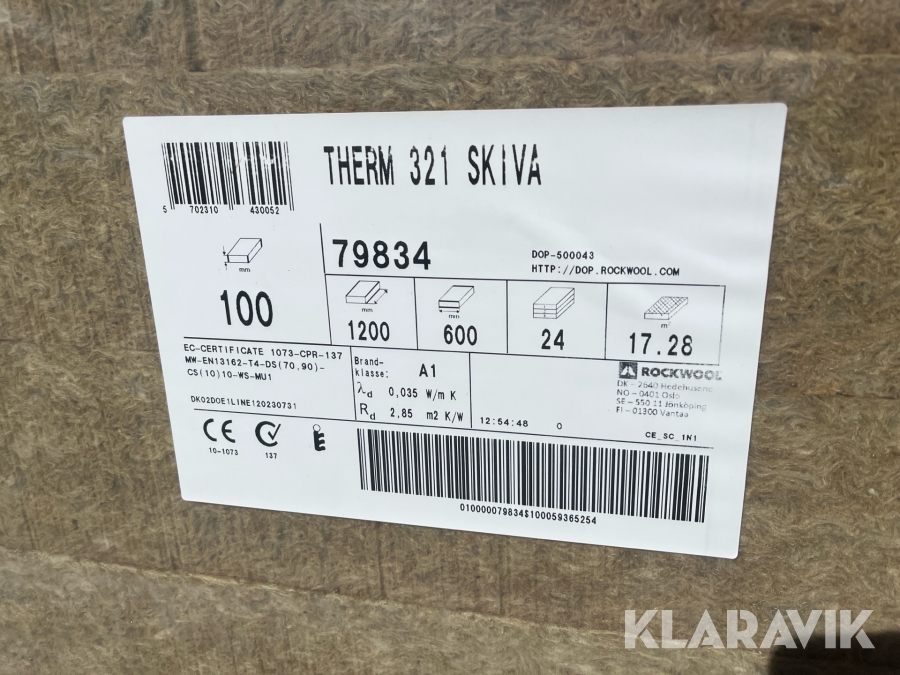 THERM 321 SKIVA
5 702310 430052
79834
DOP-500043
HTTP://DOP.ROCKWOOL.COM
mm
100
mm
1200
mm
600
24
m²
17.28
EC-CERTIFICATE 1073-CPR-137
MW-EN13162-T4-DS(70,90)-
CS(10)10-WS-MU1
DK02DOE1LINE120230731
Brand-
klasse: A1
λd 0,035 W/m K
Rd 2,85 m2 K/W
12:54:48 0
ROCKWOOL
DK - 2640 Hedehusene
NO - 0401 Oslo
SE - 550 11 Jönköping
FI - 01300 Vantaa
CE_SC_1N1
CE
10-1073
137
010000079834$100059365254
KLARAVIK